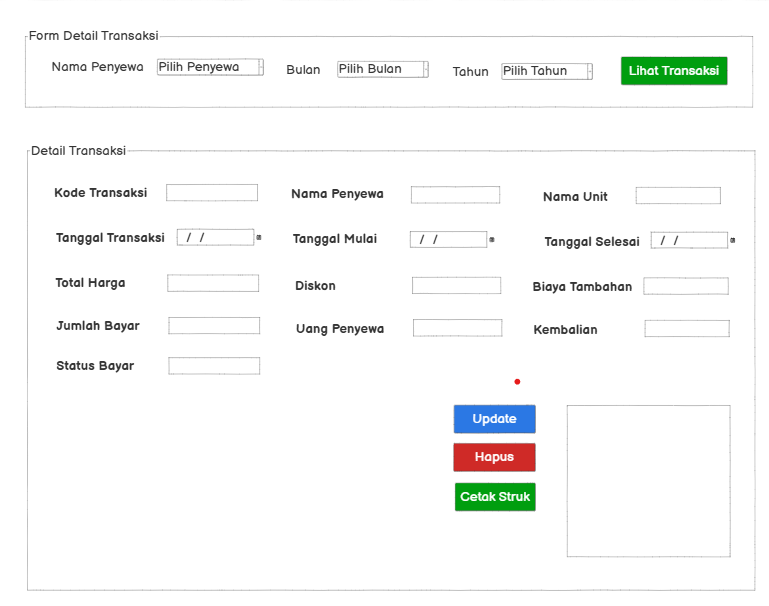 Form Detail Transaksi
Nama Penyewa Pilih Penyewa Bulan Pilih Bulan Tahun Pilih Tahun Lihat Transaksi
Detail Transaksi
Kode Transaksi Nama Penyewa Nama Unit
Tanggal Transaksi / / Tanggal Mulai / / Tanggal Selesai / /
Total Harga Diskon Biaya Tambahan
Jumlah Bayar Uang Penyewa Kembalian
Status Bayar
Update
Hapus
Cetak Struk